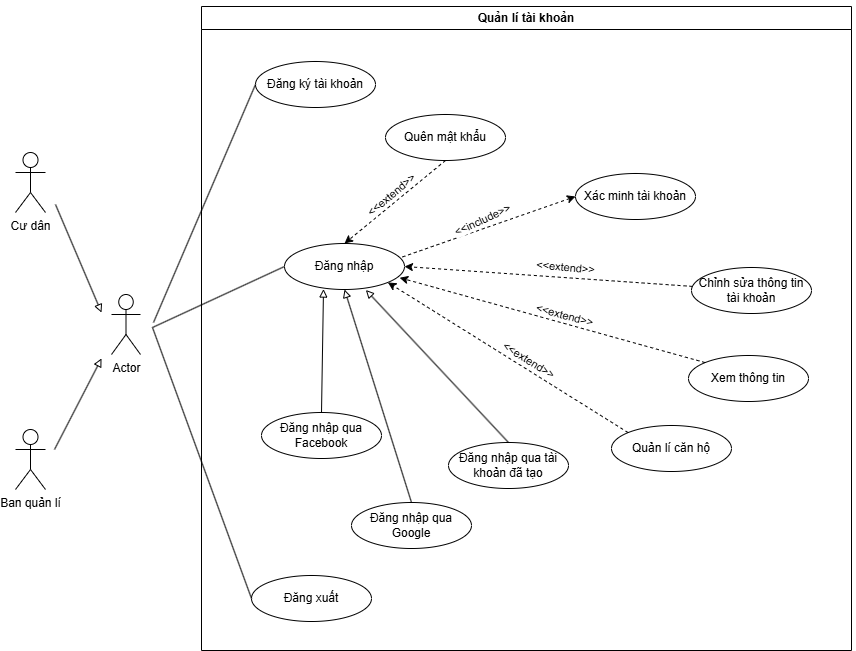 Quản lí tài khoản
Đăng ký tài khoản
Quên mật khẩu
Cư dân
<<extend>>
Xác minh tài khoản
<<include>>
Đăng nhập
<<extend>>
Chỉnh sửa thông tin
tài khoản
<<extend>>
Actor
<<extend>>
Xem thông tin
Đăng nhập qua
Facebook
Quản lí căn hộ
Đăng nhập qua tài
khoản đã tạo
Ban quản lí
Đăng nhập qua
Google
Đăng xuất